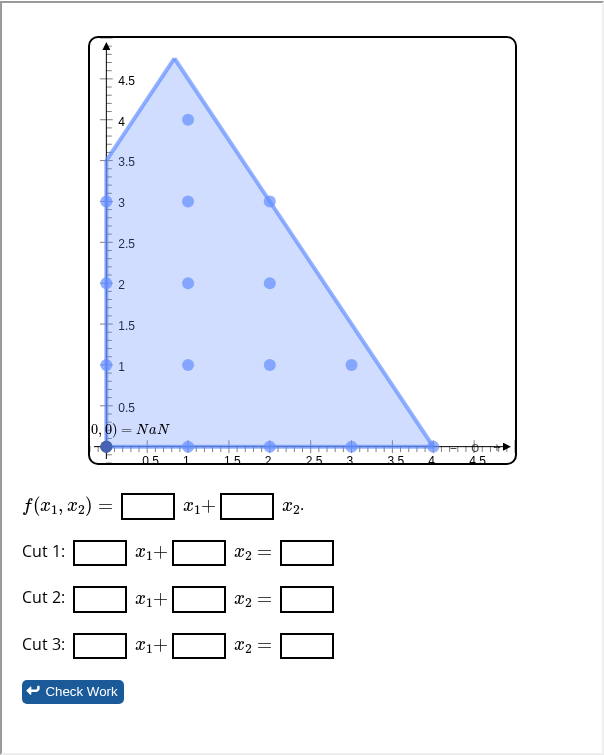 4.5
4
3.5
3
2.5
2
1.5
1
0.5
0, 0) = NaN
0.5 1 1.5 2 2.5 3 3.5 4 4.5
− o +
f(x₁, x₂) = x₁+ x₂.
Cut 1: x₁+ x₂ =
Cut 2: x₁+ x₂ =
Cut 3: x₁+ x₂ =
Check Work